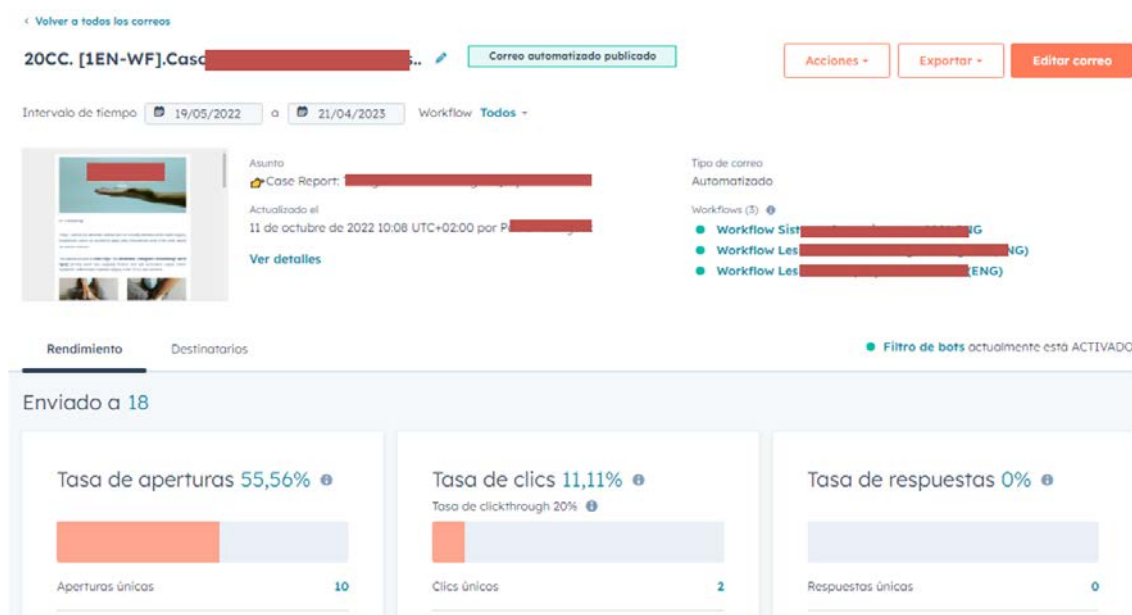 ‹ Volver a todos los correos
20CC. [1EN-WF].Casc s..
Correo automatizado publicado
Acciones
Exportar
Editar correo
Intervalo de tiempo 19/05/2022 a 21/04/2023 Workflow Todos
Asunto
👉Case Report:
Actualizado el
11 de octubre de 2022 10:08 UTC+02:00 por
Ver detalles
Tipo de correo
Automatizado
Workflows (3)
Workflow Sist NG
Workflow Les NG)
Workflow Les (ENG)
Rendimiento
Destinatarios
Filtro de bots actualmente está ACTIVADO
Enviado a 18
Tasa de aperturas 55,56%
Aperturas únicas 10
Tasa de clics 11,11%
Tasa de clickthrough 20%
Clics únicos 2
Tasa de respuestas 0%
Respuestas únicas 0